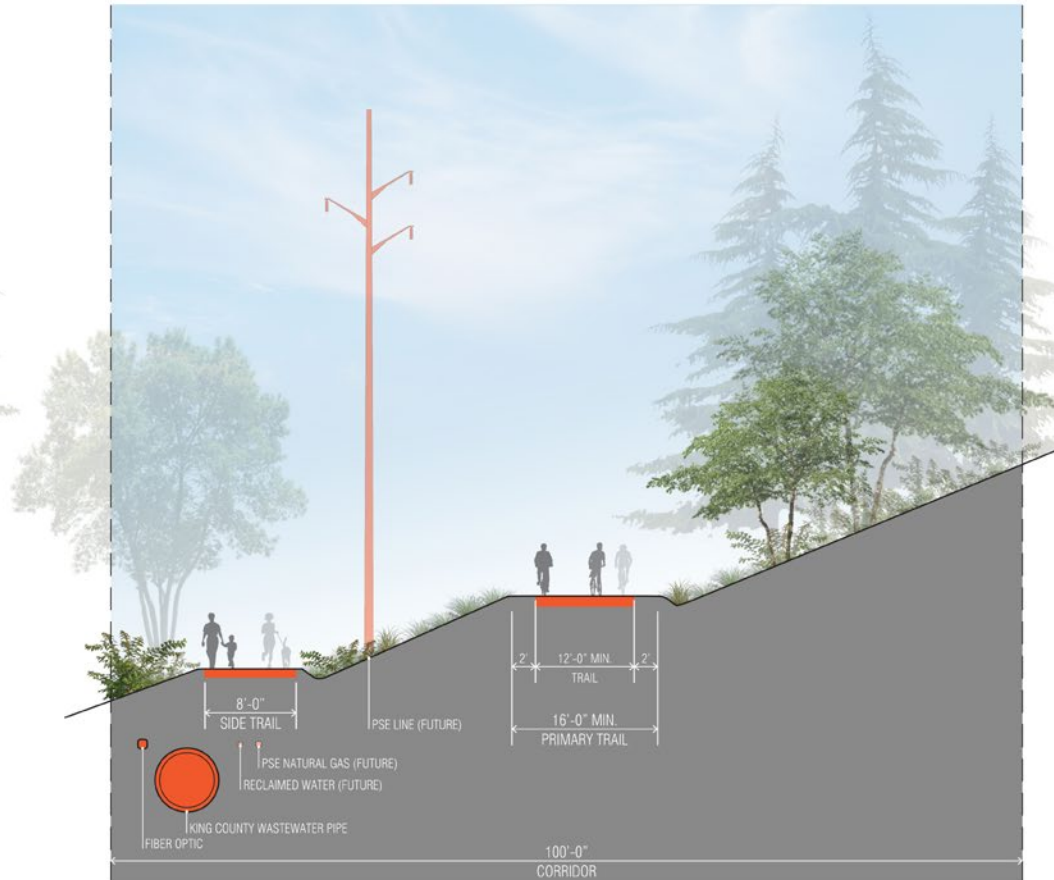 2'
12'-0" MIN.
2'
TRAIL
16'-0" MIN.
PRIMARY TRAIL
8'-0"
SIDE TRAIL
PSE LINE (FUTURE)
PSE NATURAL GAS (FUTURE)
RECLAIMED WATER (FUTURE)
KING COUNTY WASTEWATER PIPE
FIBER OPTIC
100'-0"
CORRIDOR